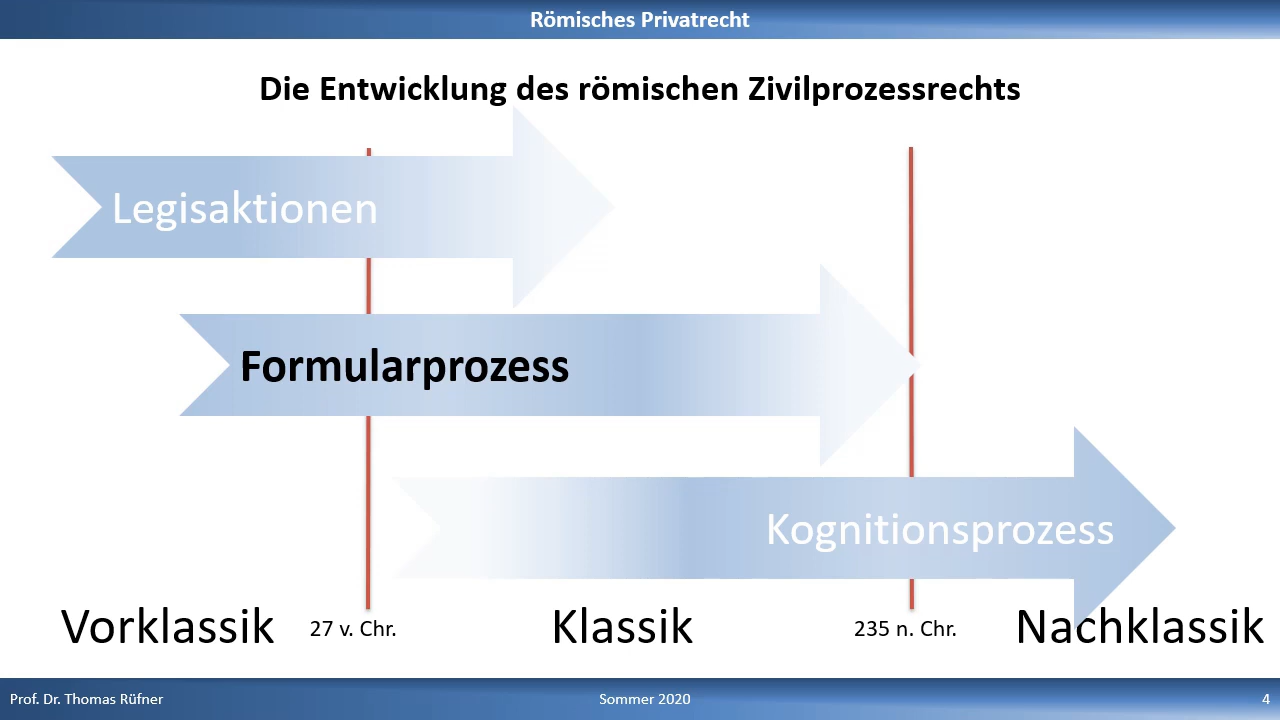 Römisches Privatrecht
Die Entwicklung des römischen Zivilprozessrechts
Legisaktionen
Formularprozess
Kognitionsprozess
Vorklassik 27 v. Chr. Klassik 235 n. Chr. Nachklassik
Prof. Dr. Thomas Rüfner Sommer 2020 4